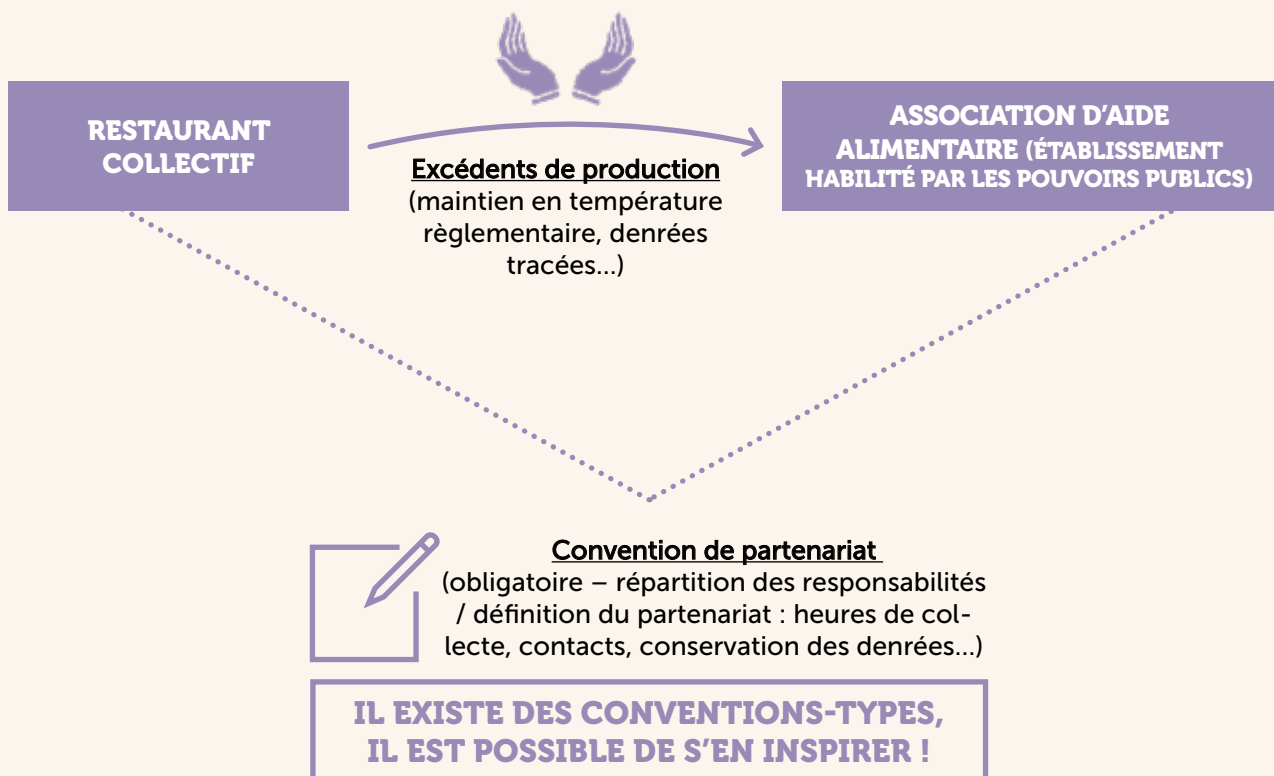 RESTAURANT
COLLECTIF
Excédents de production
(maintien en température
règlementaire, denrées
tracées...)
ASSOCIATION D'AIDE
ALIMENTAIRE (ÉTABLISSEMENT
HABILITÉ PAR LES POUVOIRS PUBLICS)
Convention de partenariat
(obligatoire – répartition des responsabilités
/ définition du partenariat : heures de col-
lecte, contacts, conservation des denrées...)
IL EXISTE DES CONVENTIONS-TYPES,
IL EST POSSIBLE DE S'EN INSPIRER !